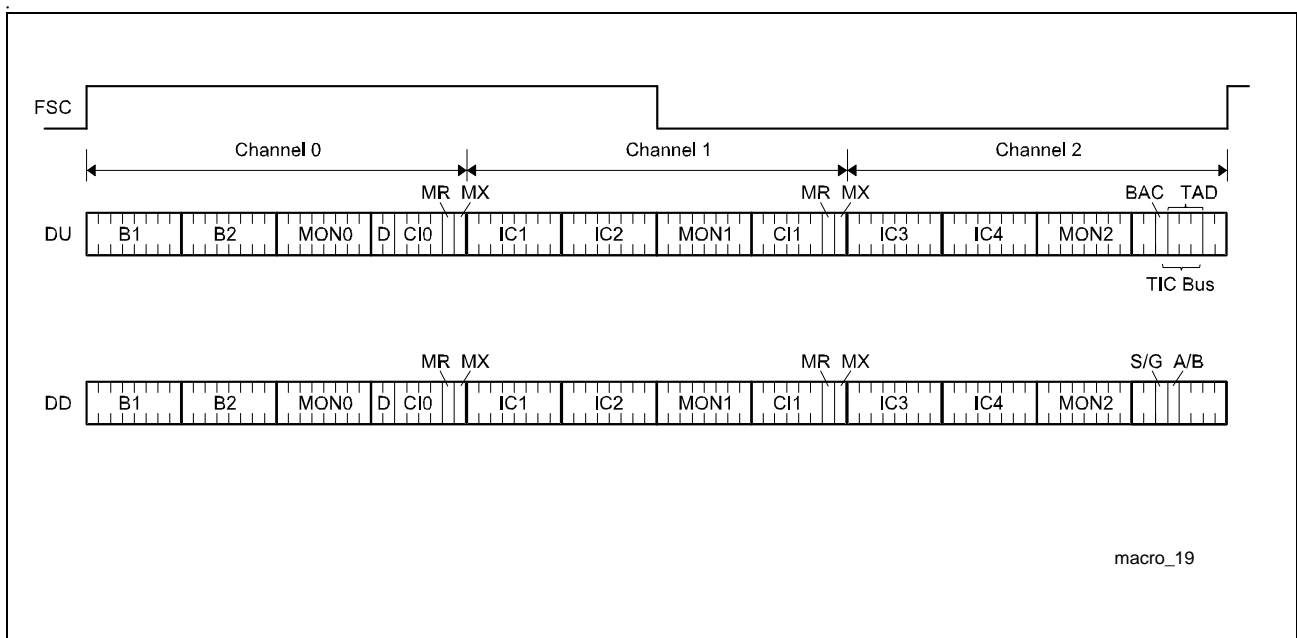 .
FSC
Channel 0 Channel 1 Channel 2
MR MX MR MX BAC TAD
DU B1 B2 MON0 D CI0 IC1 IC2 MON1 CI1 IC3 IC4 MON2
TIC Bus
MR MX MR MX S/G A/B
DD B1 B2 MON0 D CI0 IC1 IC2 MON1 CI1 IC3 IC4 MON2
macro_19